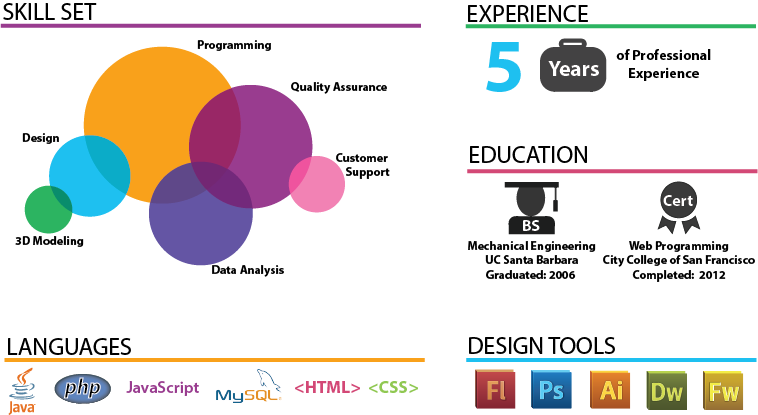 SKILL SET
Programming
Quality Assurance
Design
Customer
Support
3D Modeling
Data Analysis
EXPERIENCE
5 Years
of Professional
Experience
EDUCATION
BS
Mechanical Engineering
UC Santa Barbara
Graduated: 2006
Cert
Web Programming
City College of San Francisco
Completed: 2012
LANGUAGES
Java
php
JavaScript
MySQL
<HTML>
<CSS>
DESIGN TOOLS
Fl
Ps
Ai
Dw
Fw